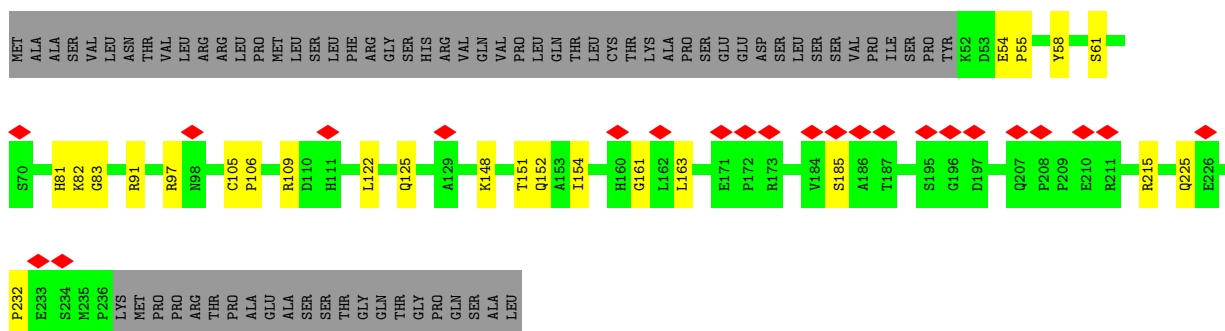 MET ALA ALA SER VAL LEU ASN THR VAL LEU ARG ARG LEU PRO MET LEU SER LEU PHE ARG GLY SER HIS ARG VAL GLN VAL PRO LEU GLN THR LEU CYS THR LYS ALA PRO SER GLU GLU ASP SER LEU SER SER VAL PRO ILE SER PRO TYR K52 D53 E54 P55 Y58 S61
S70 H81 K82 G83 R91 R97 N98 C105 P106 R109 D110 H111 L122 Q125 A129 K148 T151 Q152 A153 I154 H160 G161 L162 L163 E171 P172 R173 V184 S185 A186 T187 S195 G196 D197 Q207 P208 P209 E210 R211 R215 Q225 E226
P232 E233 S234 M235 P236 LYS MET PRO PRO ARG THR PRO ALA GLU ALA SER SER THR GLY GLN THR GLY PRO GLN SER ALA LEU